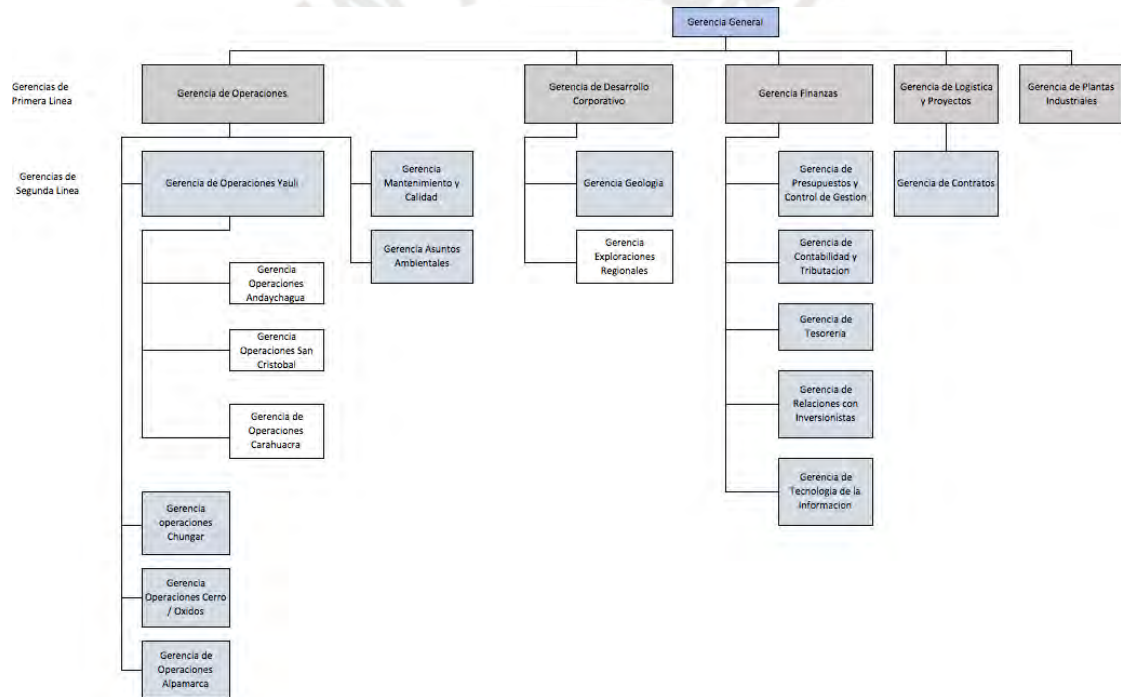 Gerencia General
Gerencias de
Primera Linea
Gerencia de Operaciones
Gerencia de Desarrollo
Corporativo
Gerencia Finanzas
Gerencia de Logistica
y Proyectos
Gerencia de Plantas
Industriales
Gerencias de
Segunda Linea
Gerencia de Operaciones Yauli
Gerencia
Mantenimiento y
Calidad
Gerencia Geologia
Gerencia de
Presupuestos y
Control de Gestion
Gerencia de Contratos
Gerencia Asuntos
Ambientales
Gerencia
Exploraciones
Regionales
Gerencia de
Contabilidad y
Tributacion
Gerencia
Operaciones
Andaychagua
Gerencia de
Tesoreria
Gerencia
Operaciones San
Cristobal
Gerencia de
Relaciones con
Inversionistas
Gerencia de
Operaciones
Carahuacra
Gerencia de
Tecnologia de la
Informacion
Gerencia
operaciones
Chungar
Gerencia
Operaciones Cerro
/ Oxidos
Gerencia de
Operaciones
Alpamarca